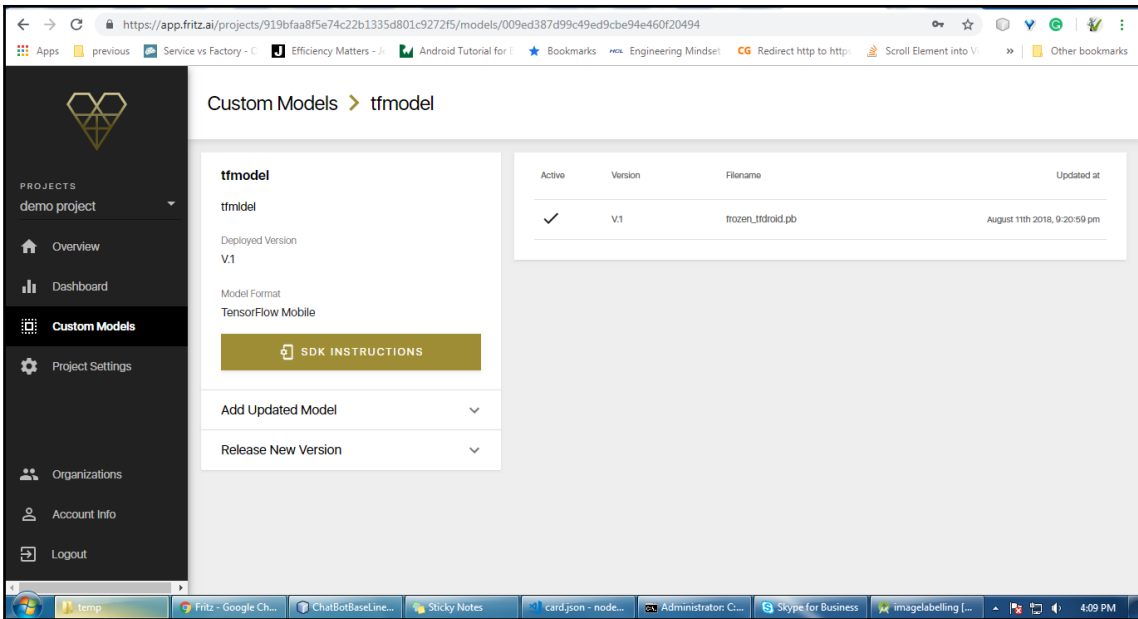 https://app.fritz.ai/projects/919bfaa8f5e74c22b1335d801c9272f5/models/009ed387d99c49ed9cbe94e460f20494
Apps previous Service vs Factory - Efficiency Matters - Android Tutorial for Bookmarks HCL Engineering Mindset CG Redirect http to http Scroll Element into Vi » Other bookmarks
Custom Models > tfmodel
PROJECTS
demo project
Overview
Dashboard
Custom Models
Project Settings
Organizations
Account Info
Logout
tfmodel
tfmldel
Deployed Version
V.1
Model Format
TensorFlow Mobile
SDK INSTRUCTIONS
Add Updated Model
Release New Version
Active Version Filename Updated at
V.1 frozen_tfdroid.pb August 11th 2018, 9:20:59 pm
temp Fritz - Google Ch... ChatBotBaseLine... Sticky Notes card.json - node... Administrator: C:... Skype for Business imagelabelling [... 4:09 PM